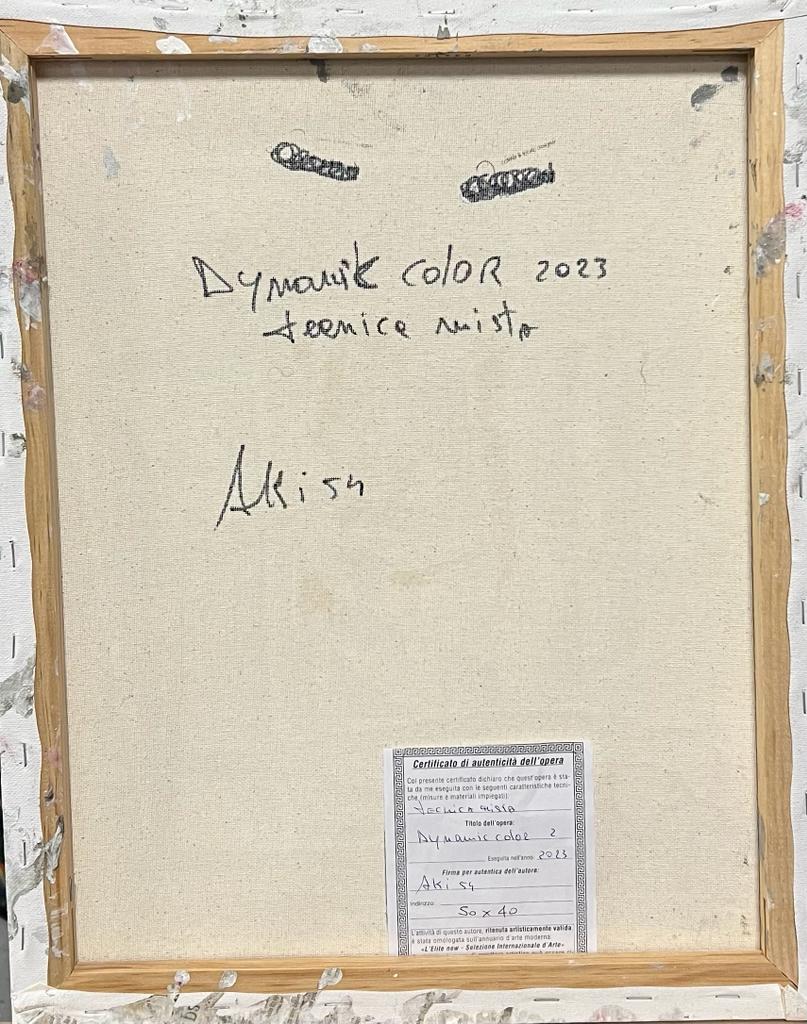 Dynamik color 2023
tecnica mista
Aki 54
Certificato di autenticità dell'opera
Col presente certificato dichiaro che quest'opera è sta-
ta da me eseguita con le seguenti caratteristiche tecni-
che (misure e materiali impiegati):
tecnica mista
Titolo dell'opera:
Dynamic color 2
Eseguita nell'anno: 2023
Firma per autentica dell'autore:
Aki 54
Indirizzo:
50 x 40
L'attività di questo autore, ritenuta artisticamente valida
è stata omologata sull'annuario d'arte moderna
«L'Elite new - Selezione Internazionale d'Arte»